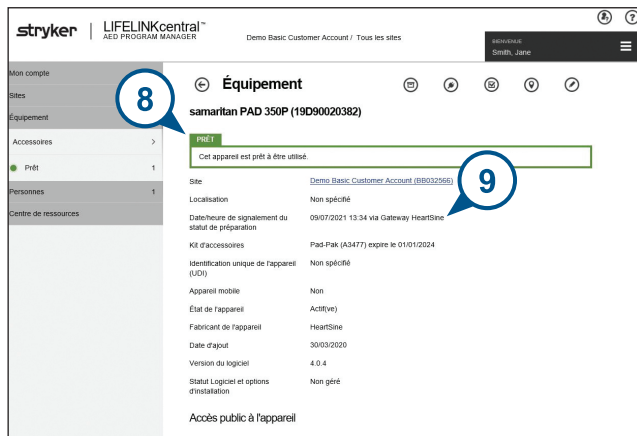 stryker
LIFELINKcentral™
AED PROGRAM MANAGER
Demo Basic Customer Account / Tous les sites
?
BIENVENUE
Smith, Jane
Mon compte
Sites
Équipement
Accessoires >
Prêt 1
Personnes 1
Centre de ressources
8
Équipement
samaritan PAD 350P (19D90020382)
PRÊT
Cet appareil est prêt à être utilisé.
9
Site Demo Basic Customer Account (BB032566)
Localisation Non spécifié
Date/heure de signalement du
statut de préparation
09/07/2021 13:34 via Gateway HeartSine
Kit d'accessoires Pad-Pak (A3477) expire le 01/01/2024
Identification unique de l'appareil
(UDI)
Non spécifié
Appareil mobile Non
État de l'appareil Actif(ve)
Fabricant de l'appareil HeartSine
Date d'ajout 30/03/2020
Version du logiciel 4.0.4
Statut Logiciel et options
d'installation
Non géré
Accès public à l'appareil